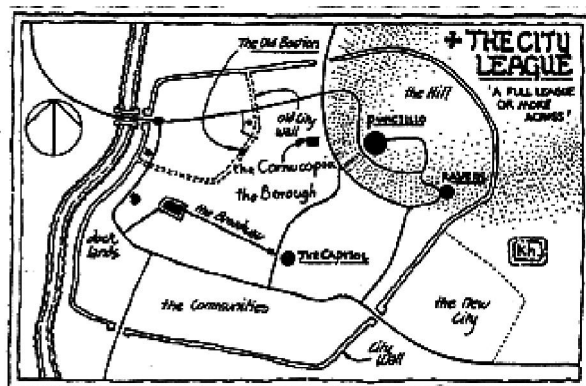 + THE CITY
LEAGUE
'A FULL LEAGUE
OR MORE
ACROSS'
The Old Bastion
the Hill
old City
Wall
the Cornucopia
the Borough
the Broadway
dock
lands
THE CAPITOL
the Communities
the New
City
City
Wall
Kh